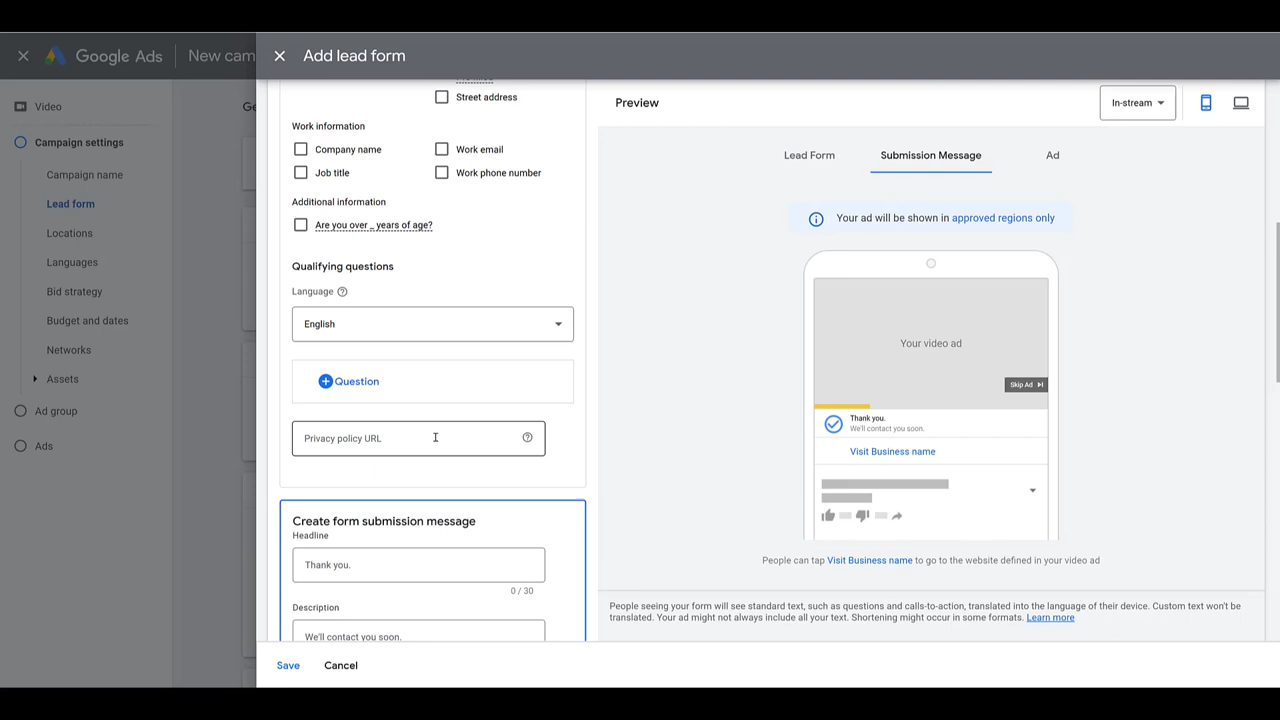 Google Ads
New cam
Add lead form
Video
Campaign settings
Campaign name
Lead form
Locations
Languages
Bid strategy
Budget and dates
Networks
Assets
Ad group
Ads
Ge
Street address
Work information
Company name
Work email
Job title
Work phone number
Additional information
Are you over _ years of age?
Qualifying questions
Language
English
Question
Privacy policy URL
Create form submission message
Headline
Thank you.
0 / 30
Description
We'll contact you soon.
Save
Cancel
Preview
In-stream
Lead Form
Submission Message
Ad
Your ad will be shown in approved regions only
Your video ad
Skip Ad
Thank you.
We'll contact you soon.
Visit Business name
People can tap Visit Business name to go to the website defined in your video ad
People seeing your form will see standard text, such as questions and calls-to-action, translated into the language of their device. Custom text won't be
translated. Your ad might not always include all your text. Shortening might occur in some formats. Learn more